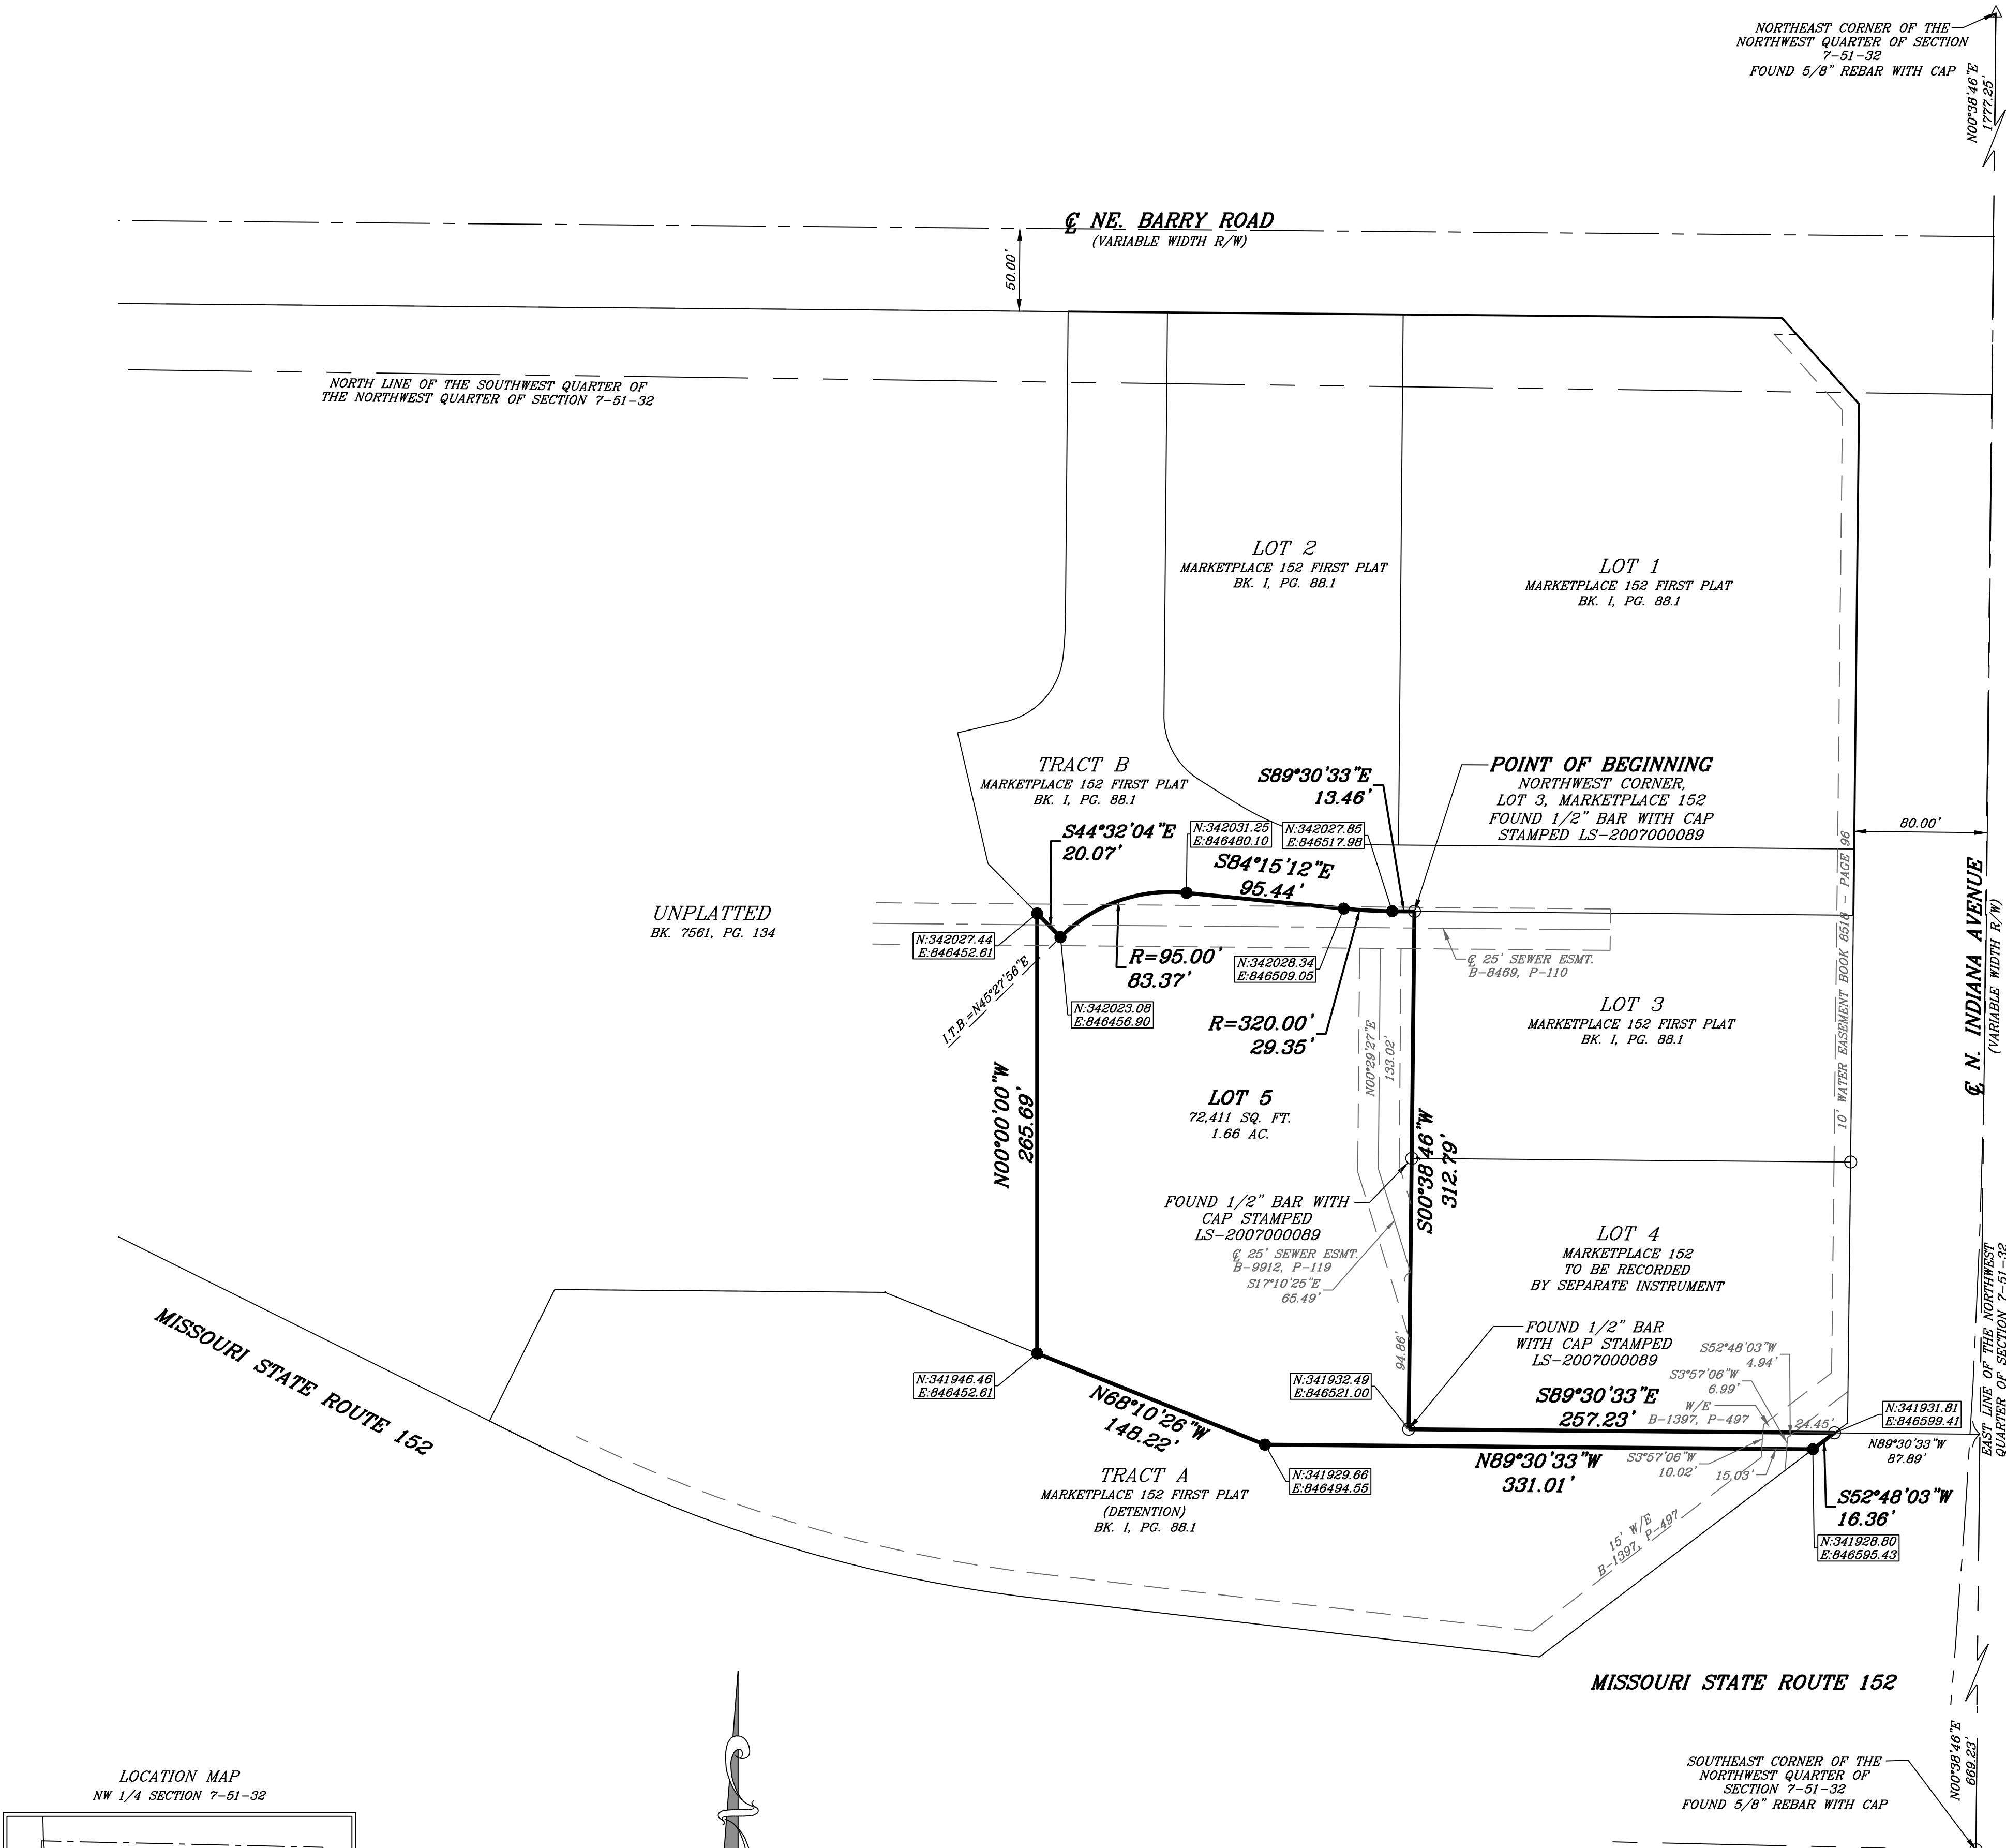 NORTHEAST CORNER OF THE
NORTHWEST QUARTER OF SECTION
7-51-32
FOUND 5/8" REBAR WITH CAP
N00°38'46"E
1777.25'
℄ NE. BARRY ROAD
(VARIABLE WIDTH R/W)
50.00'
NORTH LINE OF THE SOUTHWEST QUARTER OF
THE NORTHWEST QUARTER OF SECTION 7-51-32
LOT 2
MARKETPLACE 152 FIRST PLAT
BK. I, PG. 88.1
LOT 1
MARKETPLACE 152 FIRST PLAT
BK. I, PG. 88.1
TRACT B
MARKETPLACE 152 FIRST PLAT
BK. I, PG. 88.1
S89°30'33"E
13.46'
POINT OF BEGINNING
NORTHWEST CORNER,
LOT 3, MARKETPLACE 152
FOUND 1/2" BAR WITH CAP
STAMPED LS-2007000089
80.00'
S44°32'04"E
20.07'
N:342031.25
E:846480.10
N:342027.85
E:846517.98
S84°15'12"E
95.44'
UNPLATTED
BK. 7561, PG. 134
N:342027.44
E:846452.61
I.T.B.=N45°27'56"E
R=95.00'
83.37'
N:342023.08
E:846456.90
N:342028.34
E:846509.05
R=320.00'
29.35'
℄ 25' SEWER ESMT.
B-8469, P-110
N00°29'27"E
133.02'
LOT 3
MARKETPLACE 152 FIRST PLAT
BK. I, PG. 88.1
10' WATER EASEMENT BOOK 8518 - PAGE 96
℄ N. INDIANA AVENUE
(VARIABLE WIDTH R/W)
N00°00'00"W
265.69'
LOT 5
72,411 SQ. FT.
1.66 AC.
S00°38'46"W
312.79'
FOUND 1/2" BAR WITH
CAP STAMPED
LS-2007000089
℄ 25' SEWER ESMT.
B-9912, P-119
S17°10'25"E
65.49'
94.86'
LOT 4
MARKETPLACE 152
TO BE RECORDED
BY SEPARATE INSTRUMENT
FOUND 1/2" BAR
WITH CAP STAMPED
LS-2007000089
S52°48'03"W
4.94'
S3°57'06"W
6.99'
W/E
B-1397, P-497
24.45'
EAST LINE OF THE NORTHWEST
QUARTER OF SECTION 7-51-32
MISSOURI STATE ROUTE 152
N:341946.46
E:846452.61
N:341932.49
E:846521.00
S89°30'33"E
257.23'
N:341931.81
E:846599.41
N89°30'33"W
87.89'
N68°10'26"W
148.22'
N89°30'33"W
331.01'
S3°57'06"W
10.02'
15.03'
N:341929.66
E:846494.55
TRACT A
MARKETPLACE 152 FIRST PLAT
(DETENTION)
BK. I, PG. 88.1
S52°48'03"W
16.36'
N:341928.80
E:846595.43
15' W/E
B-1397, P-497
MISSOURI STATE ROUTE 152
N00°38'46"E
669.23'
SOUTHEAST CORNER OF THE
NORTHWEST QUARTER OF
SECTION 7-51-32
FOUND 5/8" REBAR WITH CAP
LOCATION MAP
NW 1/4 SECTION 7-51-32